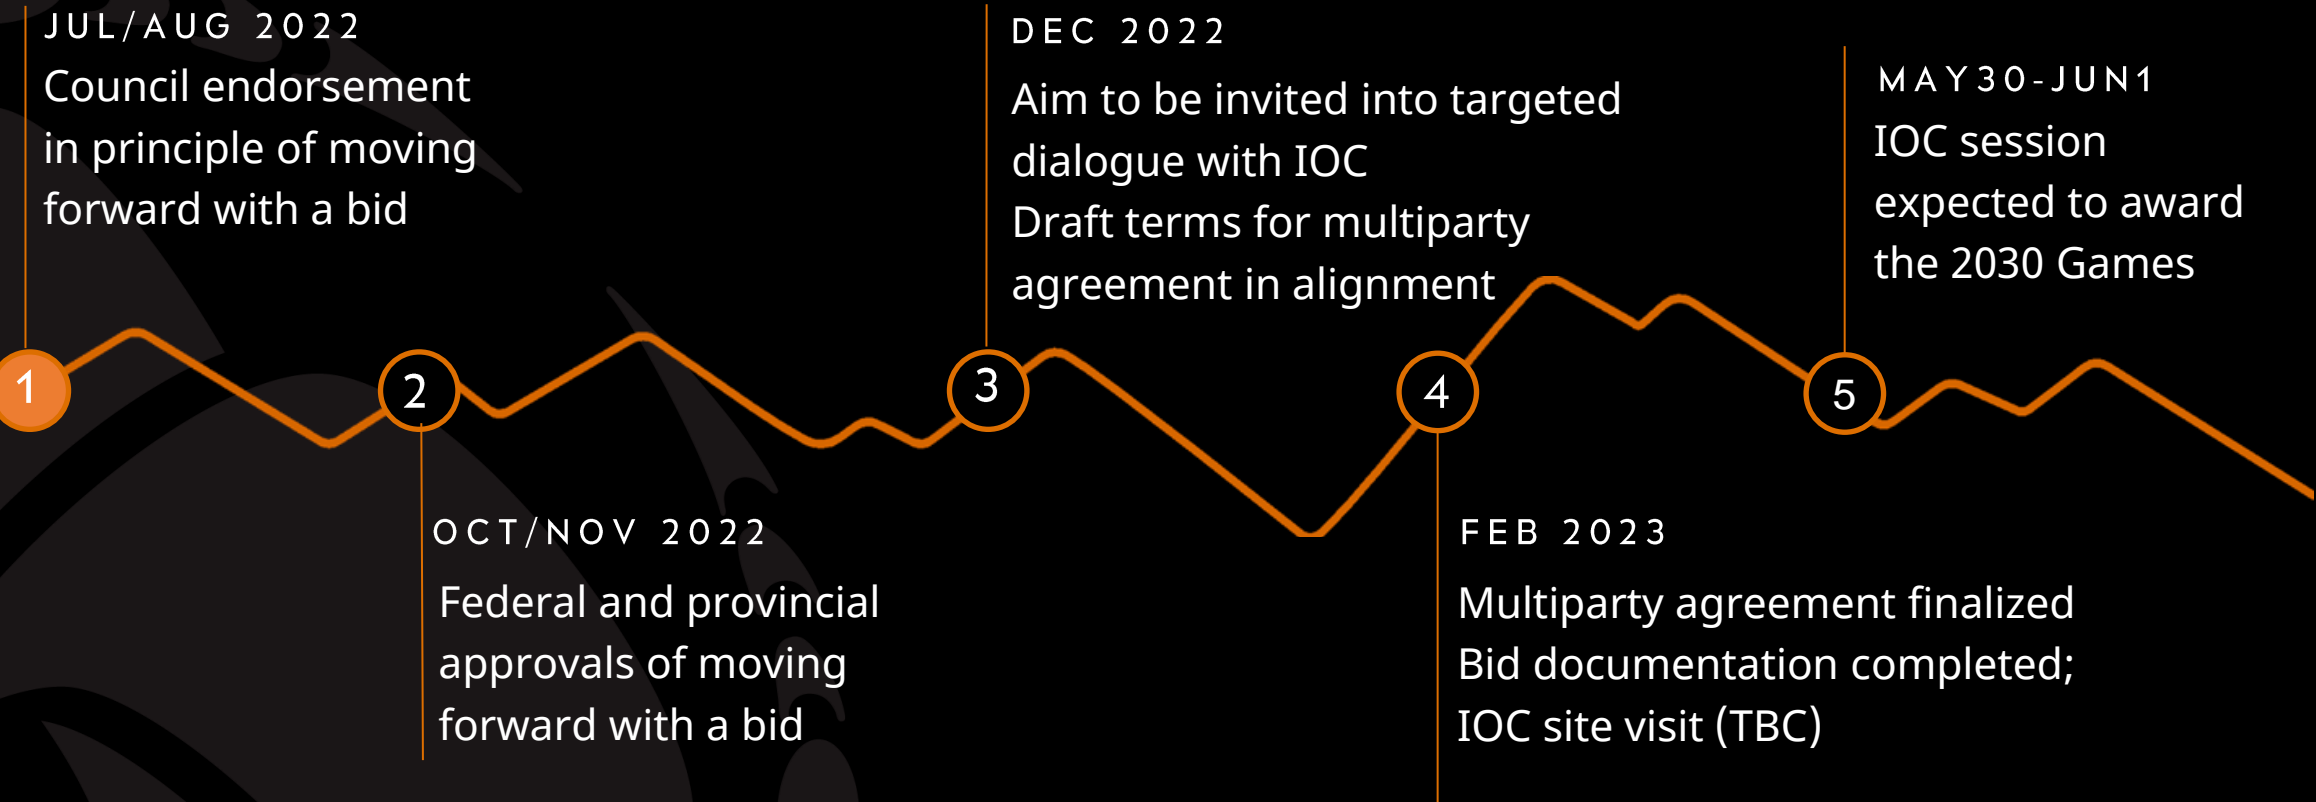 JUL/AUG 2022
Council endorsement
in principle of moving
forward with a bid
1
2
OCT/NOV 2022
Federal and provincial
approvals of moving
forward with a bid
DEC 2022
Aim to be invited into targeted
dialogue with IOC
Draft terms for multiparty
agreement in alignment
3
4
FEB 2023
Multiparty agreement finalized
Bid documentation completed;
IOC site visit (TBC)
MAY30-JUN1
IOC session
expected to award
the 2030 Games
5